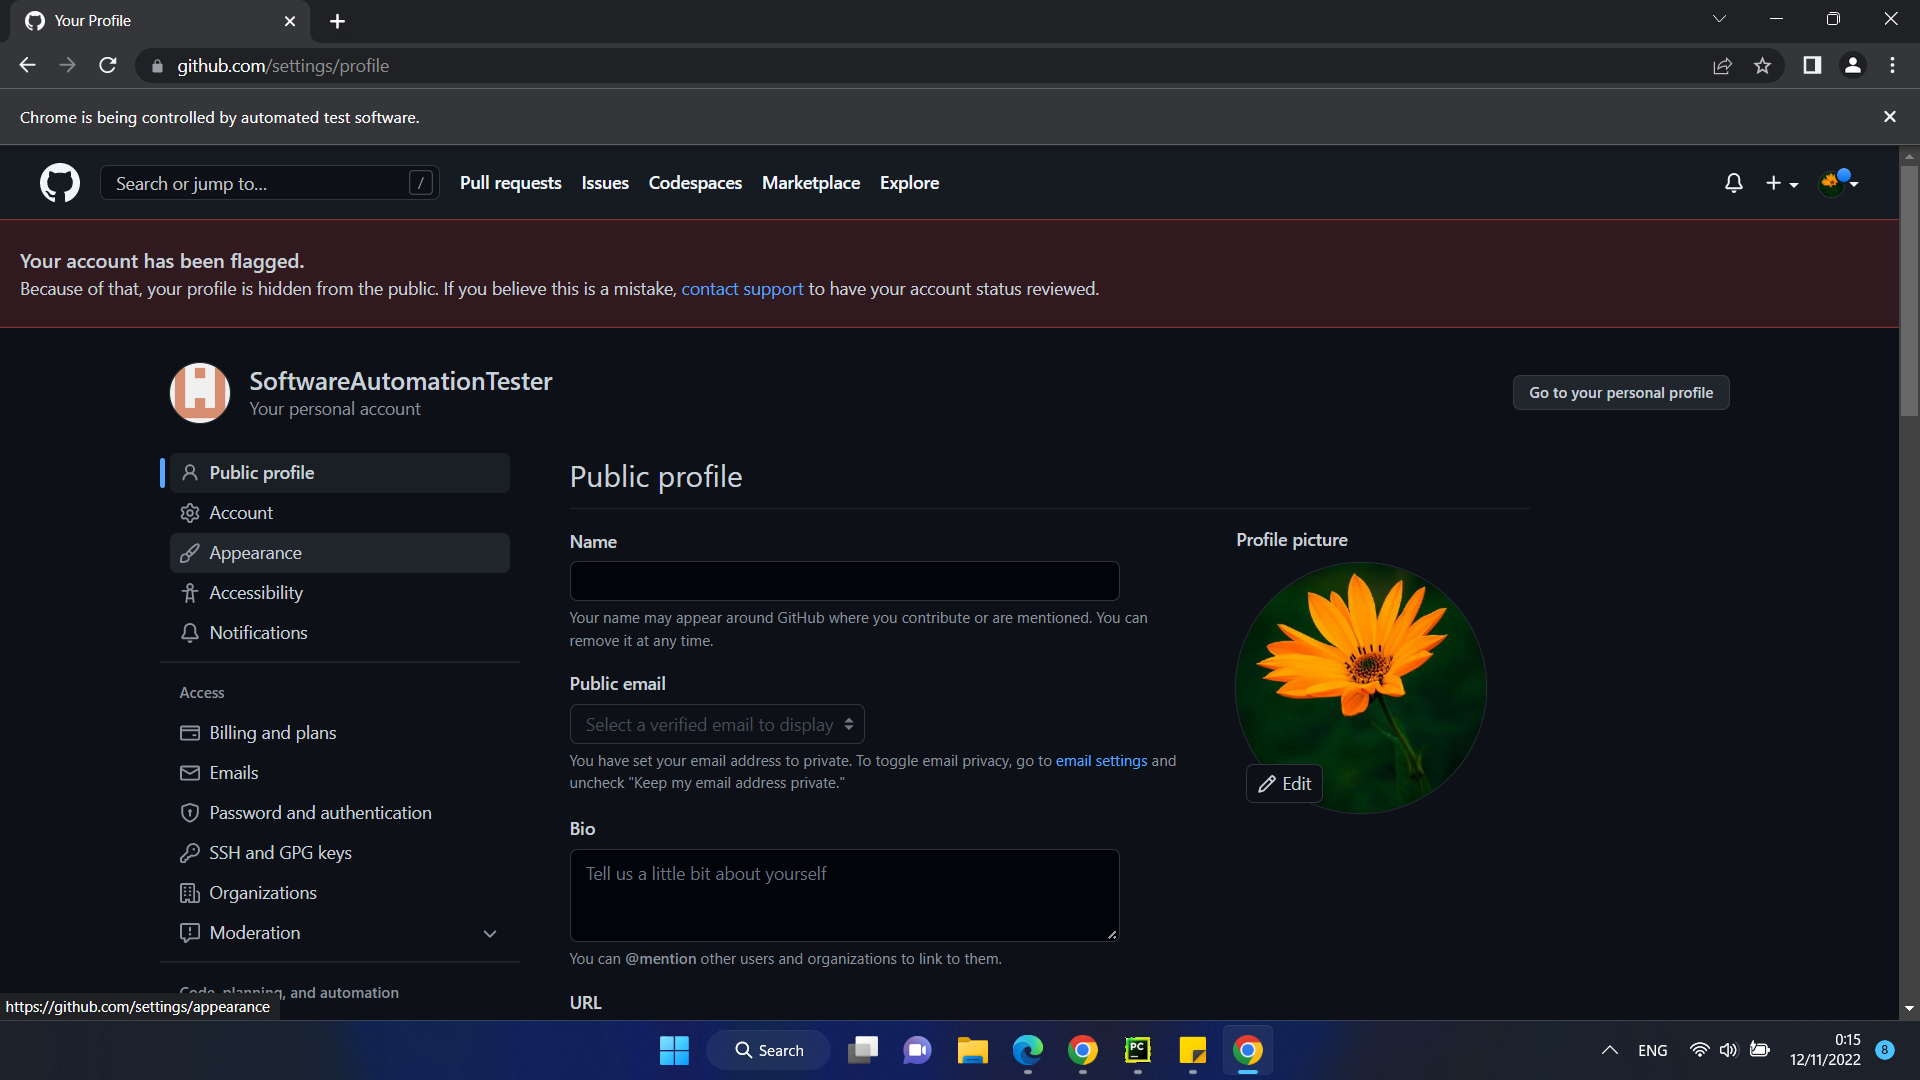 Your Profile
github.com/settings/profile
Chrome is being controlled by automated test software.
Search or jump to...
/
Pull requests
Issues
Codespaces
Marketplace
Explore
Your account has been flagged.
Because of that, your profile is hidden from the public. If you believe this is a mistake, contact support to have your account status reviewed.
SoftwareAutomationTester
Your personal account
Go to your personal profile
Public profile
Account
Appearance
Accessibility
Notifications
Access
Billing and plans
Emails
Password and authentication
SSH and GPG keys
Organizations
Moderation
Code, planning, and automation
https://github.com/settings/appearance
Public profile
Name
Your name may appear around GitHub where you contribute or are mentioned. You can
remove it at any time.
Public email
Select a verified email to display
You have set your email address to private. To toggle email privacy, go to email settings and
uncheck "Keep my email address private."
Bio
Tell us a little bit about yourself
You can @mention other users and organizations to link to them.
URL
Profile picture
Edit
Search
PC
ENG
0:15
12/11/2022
8